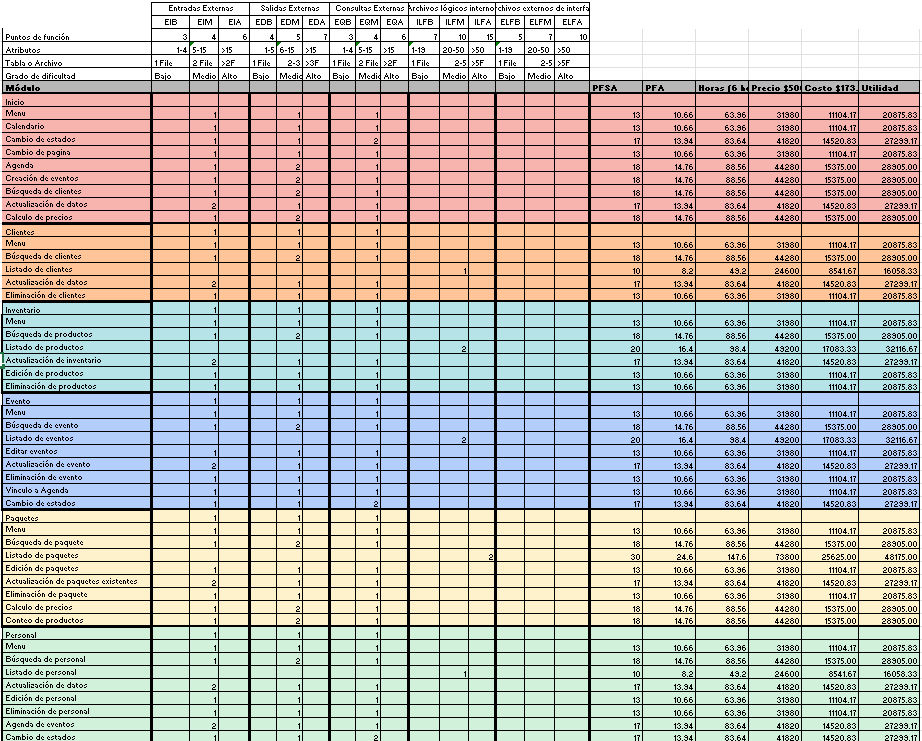 Entradas Externas Salidas Externas Consultas Externas Archivos lógicos interno rchivos externos de interfa
EIB EIM EIA EDB EDM EDA EQB EQM EQA ILFB ILFM ILFA ELFB ELFM ELFA
Puntos de función 3 4 6 4 5 7 3 4 6 7 10 15 5 7 10
Atributos 1-4 5-15 >15 1-5 6-15 >15 1-4 5-15 >15 1-19 20-50 >50 1-19 20-50 >50
Tabla o Archivo 1 File 2 File >2F 1 File 2-3 >3F 1 File 2 File >2F 1 File 2-5 >5F 1 File 2-5 >5F
Grado de dificultad Bajo Medio Alto Bajo Medio Alto Bajo Medio Alto Bajo Medio Alto Bajo Medio Alto
Módulo PFSA PFA Horas (6 Precio $50 Costo $173. Utilidad
Inicio
Menu 1 1 1 13 10.66 63.96 31980 11104.17 20875.83
Calendario 1 1 1 13 10.66 63.96 31980 11104.17 20875.83
Cambio de estados 1 1 2 17 13.94 83.64 41820 14520.83 27299.17
Cambio de pagina 1 1 1 13 10.66 63.96 31980 11104.17 20875.83
Agenda 1 2 1 18 14.76 88.56 44280 15375.00 28905.00
Creación de eventos 1 2 1 18 14.76 88.56 44280 15375.00 28905.00
Búsqueda de clientes 1 2 1 18 14.76 88.56 44280 15375.00 28905.00
Actualización de datos 2 1 1 17 13.94 83.64 41820 14520.83 27299.17
Calculo de precios 1 2 1 18 14.76 88.56 44280 15375.00 28905.00
Clientes 1 1 1
Menu 1 1 1 13 10.66 63.96 31980 11104.17 20875.83
Búsqueda de clientes 1 2 1 18 14.76 88.56 44280 15375.00 28905.00
Listado de clientes 1 10 8.2 49.2 24600 8541.67 16058.33
Actualización de datos 2 1 1 17 13.94 83.64 41820 14520.83 27299.17
Eliminación de clientes 1 1 1 13 10.66 63.96 31980 11104.17 20875.83
Inventario 1 1 1
Menu 1 1 1 13 10.66 63.96 31980 11104.17 20875.83
Búsqueda de productos 1 2 1 18 14.76 88.56 44280 15375.00 28905.00
Listado de productos 2 20 16.4 98.4 49200 17083.33 32116.67
Actualización de inventario 2 1 1 17 13.94 83.64 41820 14520.83 27299.17
Edición de productos 1 1 1 13 10.66 63.96 31980 11104.17 20875.83
Eliminación de productos 1 1 1 13 10.66 63.96 31980 11104.17 20875.83
Evento 1 1 1
Menu 1 1 1 13 10.66 63.96 31980 11104.17 20875.83
Búsqueda de evento 1 2 1 18 14.76 88.56 44280 15375.00 28905.00
Listado de eventos 2 20 16.4 98.4 49200 17083.33 32116.67
Editar eventos 1 1 1 13 10.66 63.96 31980 11104.17 20875.83
Actualización de evento 2 1 1 17 13.94 83.64 41820 14520.83 27299.17
Eliminación de evento 1 1 1 13 10.66 63.96 31980 11104.17 20875.83
Vinculo a Agenda 1 1 1 13 10.66 63.96 31980 11104.17 20875.83
Cambio de estados 1 1 2 17 13.94 83.64 41820 14520.83 27299.17
Paquetes 1 1 1
Menu 1 1 1 13 10.66 63.96 31980 11104.17 20875.83
Búsqueda de paquete 1 2 1 18 14.76 88.56 44280 15375.00 28905.00
Listado de paquetes 2 30 24.6 147.6 73800 25625.00 48175.00
Edición de paquetes 1 1 1 13 10.66 63.96 31980 11104.17 20875.83
Actualización de paquetes existentes 2 1 1 17 13.94 83.64 41820 14520.83 27299.17
Eliminación de paquete 1 1 1 13 10.66 63.96 31980 11104.17 20875.83
Calculo de precios 1 2 1 18 14.76 88.56 44280 15375.00 28905.00
Conteo de productos 1 2 1 18 14.76 88.56 44280 15375.00 28905.00
Personal 1 1 1
Menu 1 1 1 13 10.66 63.96 31980 11104.17 20875.83
Búsqueda de personal 1 2 1 18 14.76 88.56 44280 15375.00 28905.00
Listado de personal 1 10 8.2 49.2 24600 8541.67 16058.33
Actualización de datos 2 1 1 17 13.94 83.64 41820 14520.83 27299.17
Edición de personal 1 1 1 13 10.66 63.96 31980 11104.17 20875.83
Eliminación de personal 1 1 1 13 10.66 63.96 31980 11104.17 20875.83
Agenda de eventos 2 1 1 17 13.94 83.64 41820 14520.83 27299.17
Cambio de estados 1 1 2 17 13.94 83.64 41820 14520.83 27299.17